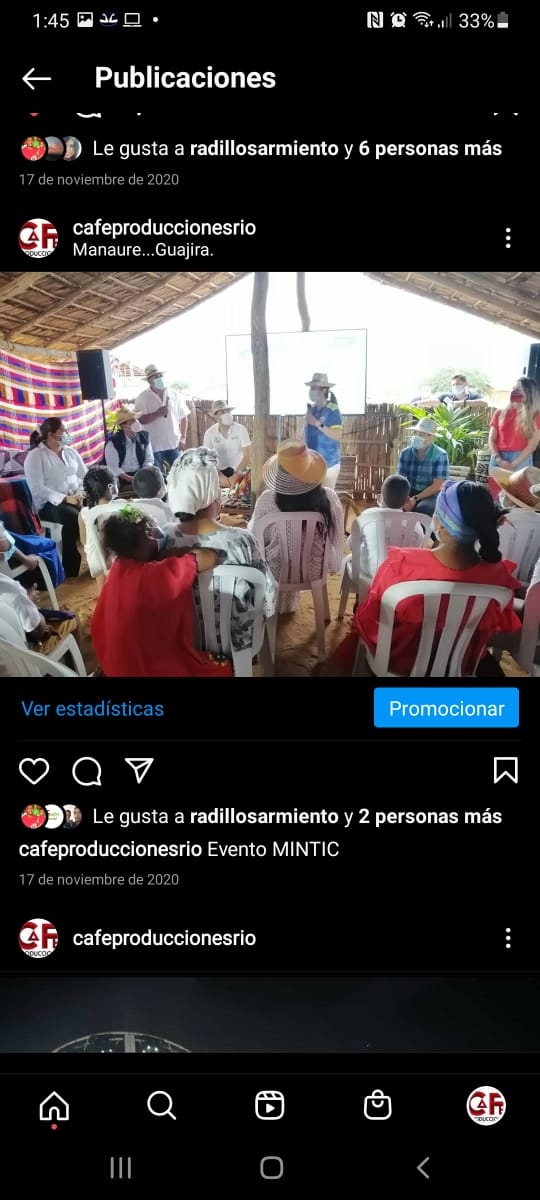 1:45
33%
Publicaciones
Le gusta a radillosarmiento y 6 personas más
17 de noviembre de 2020
cafeproduccionesrio
Manaure...Guajira.
Ver estadísticas
Promocionar
Le gusta a radillosarmiento y 2 personas más
cafeproduccionesrio Evento MINTIC
17 de noviembre de 2020
cafeproduccionesrio